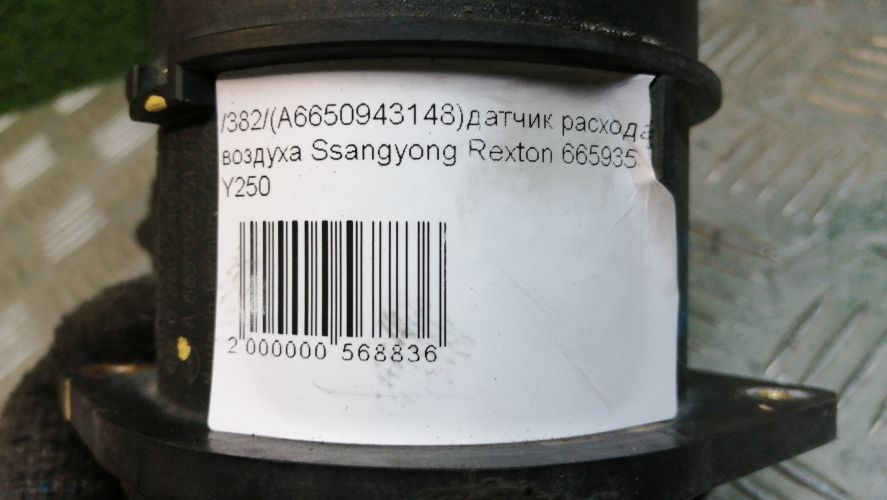 /382/(A6650943148)датчик расхода
воздуха Ssangyong Rexton 665935
Y250
2 000000 568836